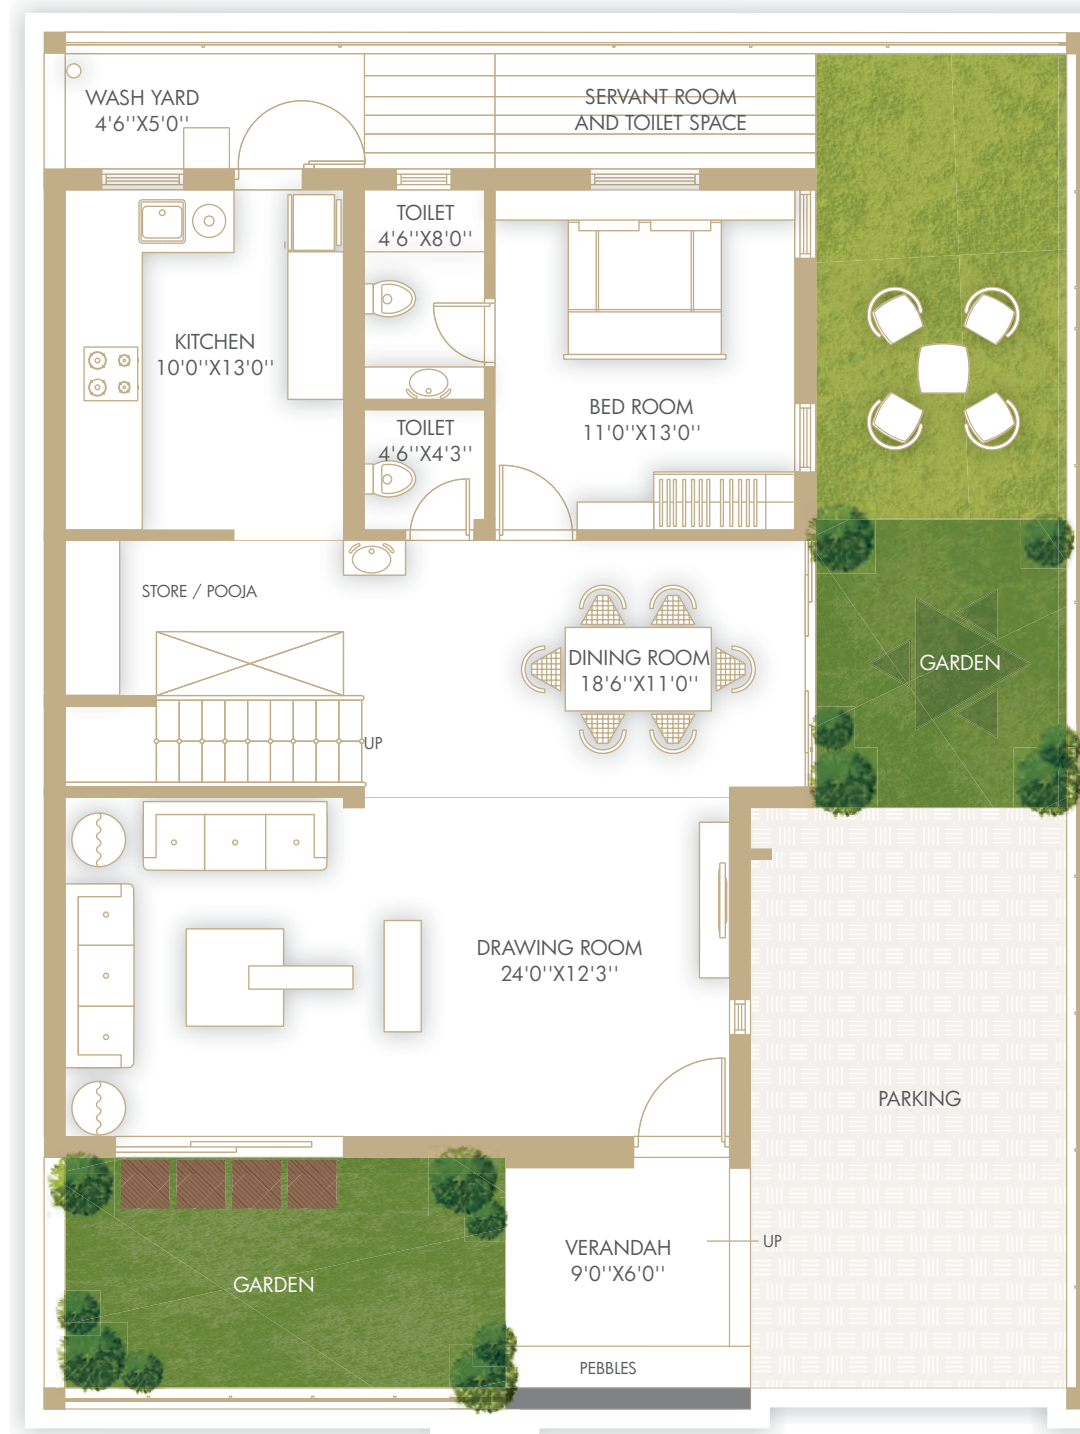 WASH YARD
4'6''X5'0''
SERVANT ROOM
AND TOILET SPACE
TOILET
4'6''X8'0''
KITCHEN
10'0''X13'0''
BED ROOM
11'0''X13'0''
TOILET
4'6''X4'3''
STORE / POOJA
DINING ROOM
18'6''X11'0''
GARDEN
UP
DRAWING ROOM
24'0''X12'3''
PARKING
VERANDAH
9'0''X6'0''
UP
GARDEN
PEBBLES